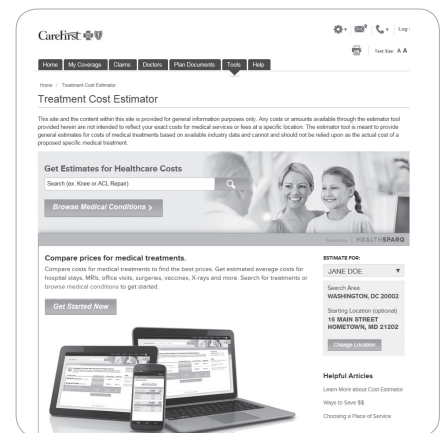 CareFirst
Log
Text Size: A A
Home My Coverage Claims Doctors Plan Documents Tools Help
Home / Treatment Cost Estimator
Treatment Cost Estimator
This site and the content within this site is provided for general information purposes only. Any costs or amounts available through the estimator tool
provided herein are not intended to reflect your exact costs for medical services or fees at a specific location. The estimator tool is meant to provide
general estimates for costs of medical treatments based on available industry data and cannot and should not be relied upon as the actual cost of a
proposed specific medical treatment.
Get Estimates for Healthcare Costs
Search (ex. Knee or ACL Repair)
Browse Medical Conditions >
HEALTHSPARQ
Compare prices for medical treatments.
Compare costs for medical treatments to find the best prices. Get estimated average costs for
hospital stays, MRIs, office visits, surgeries, vaccines, X-rays and more. Search for treatments or
browse medical conditions to get started.
Get Started Now
ESTIMATE FOR:
JANE DOE
Search Area
WASHINGTON, DC 20002
Starting Location (optional)
16 MAIN STREET
HOMETOWN, MD 21202
Change Location
Helpful Articles
Learn More about Cost Estimator
Ways to Save $$
Choosing a Place of Service